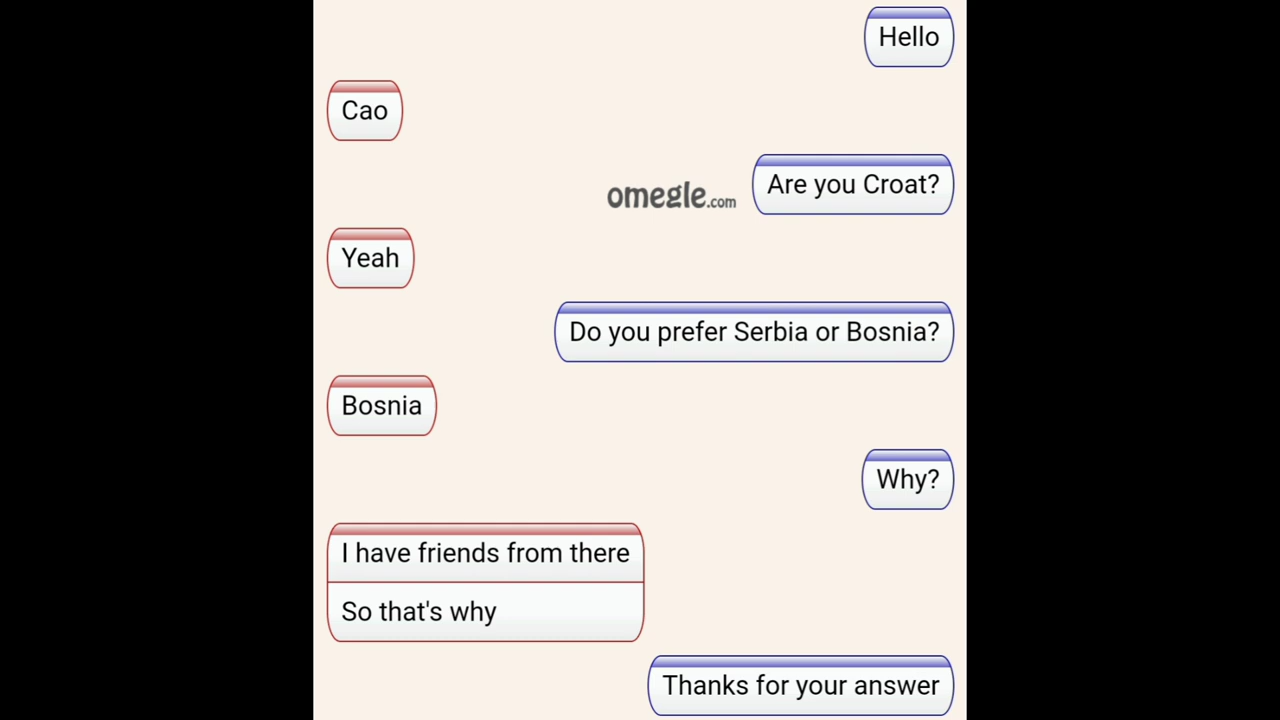 Hello
Cao
Are you Croat?
omegle.com
Yeah
Do you prefer Serbia or Bosnia?
Bosnia
Why?
I have friends from there
So that's why
Thanks for your answer